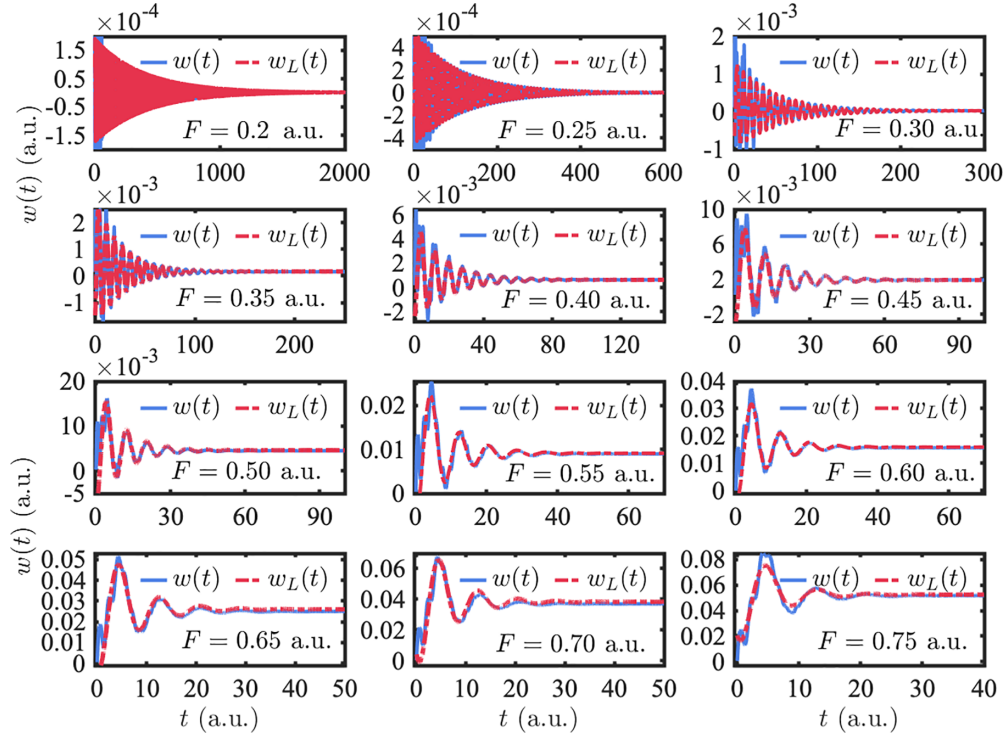 ×10⁻⁴ ×10⁻⁴ ×10⁻³
w(t) (a.u.)
1.5 0.5 -0.5 -1.5
w(t) w_L(t)
F = 0.2 a.u.
0 1000 2000
4 2 0 -2 -4
w(t) w_L(t)
F = 0.25 a.u.
0 200 400 600
2 1 0 -1
w(t) w_L(t)
F = 0.30 a.u.
0 100 200 300
×10⁻³ ×10⁻³ ×10⁻³
2 1 0 -1
w(t) w_L(t)
F = 0.35 a.u.
0 100 200
6 4 2 0 -2
w(t) w_L(t)
F = 0.40 a.u.
0 40 80 120
10 6 2 -2
w(t) w_L(t)
F = 0.45 a.u.
0 30 60 90
×10⁻³
w(t) (a.u.)
20 10 5 -5
w(t) w_L(t)
F = 0.50 a.u.
0 30 60 90
0.02 0.01 0
w(t) w_L(t)
F = 0.55 a.u.
0 20 40 60
0.04 0.03 0.02 0.01 0
w(t) w_L(t)
F = 0.60 a.u.
0 20 40 60
0.05 0.04 0.03 0.02 0.01 0
w(t) w_L(t)
F = 0.65 a.u.
0 10 20 30 40 50
t (a.u.)
0.06 0.04 0.02 0
w(t) w_L(t)
F = 0.70 a.u.
0 10 20 30 40 50
t (a.u.)
0.08 0.06 0.04 0.02 0
w(t) w_L(t)
F = 0.75 a.u.
0 10 20 30 40
t (a.u.)